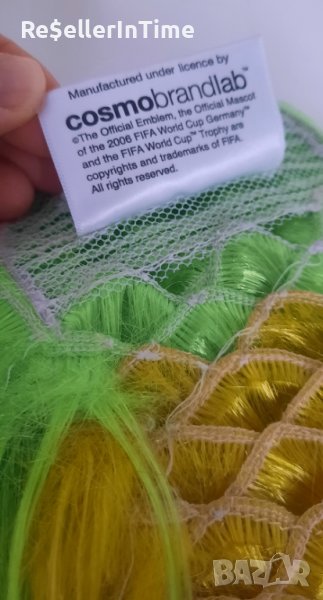 Re$ellerInTime
Manufactured under licence by
cosmobrandlab™
©The Official Emblem, the Official Mascot
of the 2006 FIFA World Cup Germany™
and the FIFA World Cup™ Trophy are
copyrights and trademarks of FIFA.
All rights reserved.
BAZAR